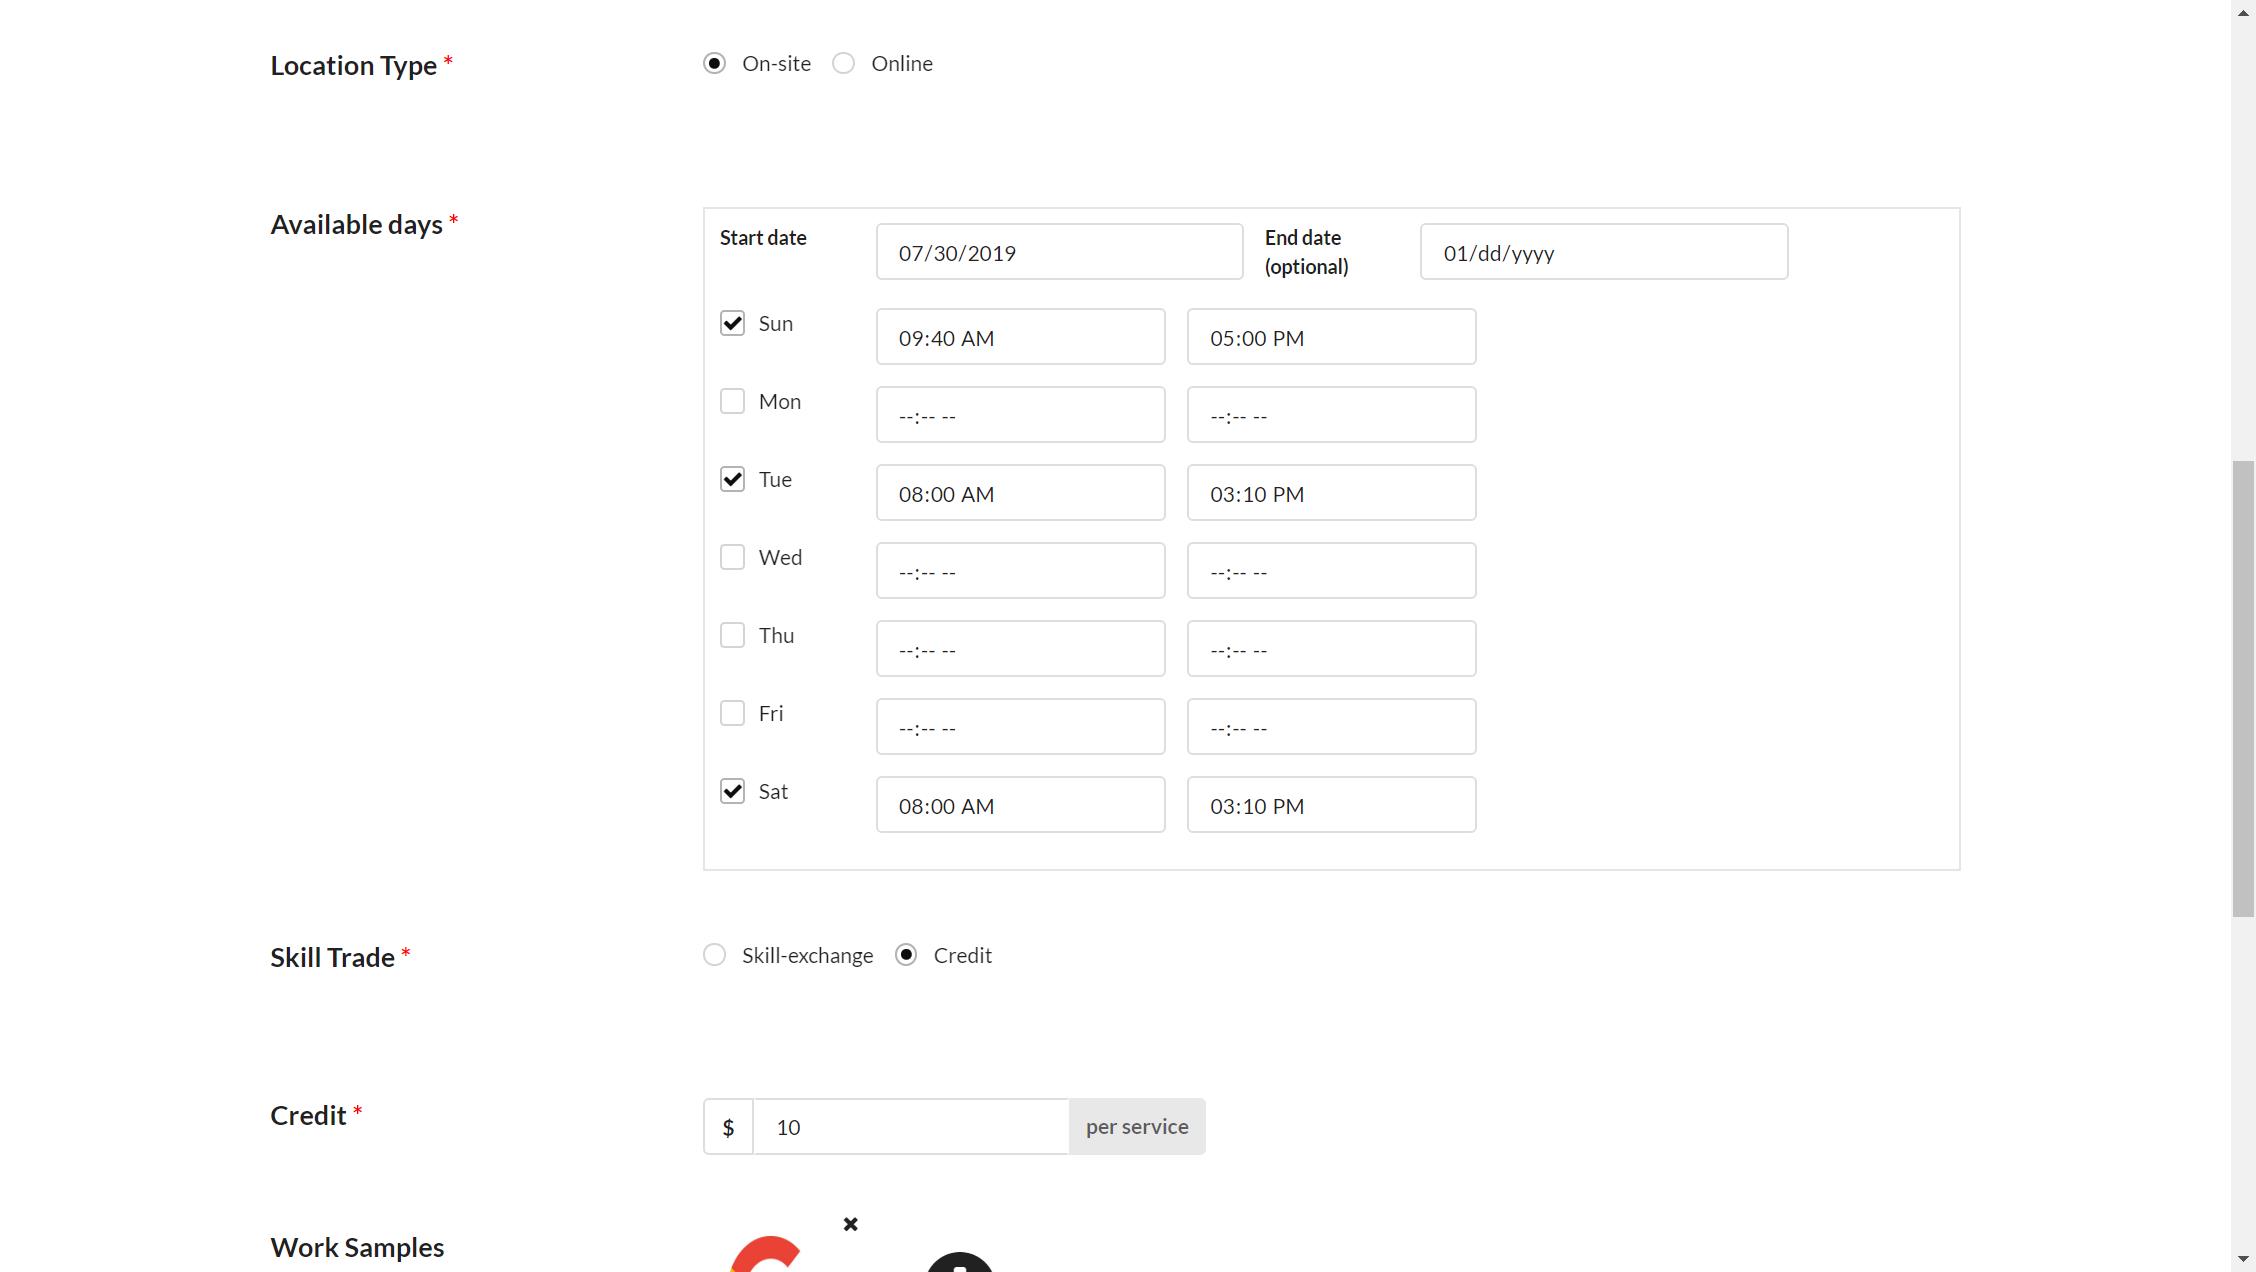 Location Type *
On-site Online
Available days *
Start date 07/30/2019 End date (optional) 01/dd/yyyy
Sun 09:40 AM 05:00 PM
Mon --:-- -- --:-- --
Tue 08:00 AM 03:10 PM
Wed --:-- -- --:-- --
Thu --:-- -- --:-- --
Fri --:-- -- --:-- --
Sat 08:00 AM 03:10 PM
Skill Trade *
Skill-exchange Credit
Credit *
$ 10 per service
Work Samples